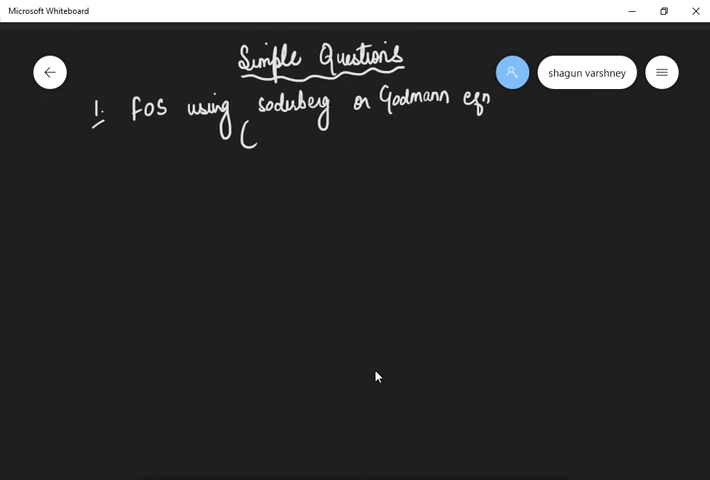 Microsoft Whiteboard
Simple Questions
shagun varshney
1. FOS using soderberg or Godmann eqn
(